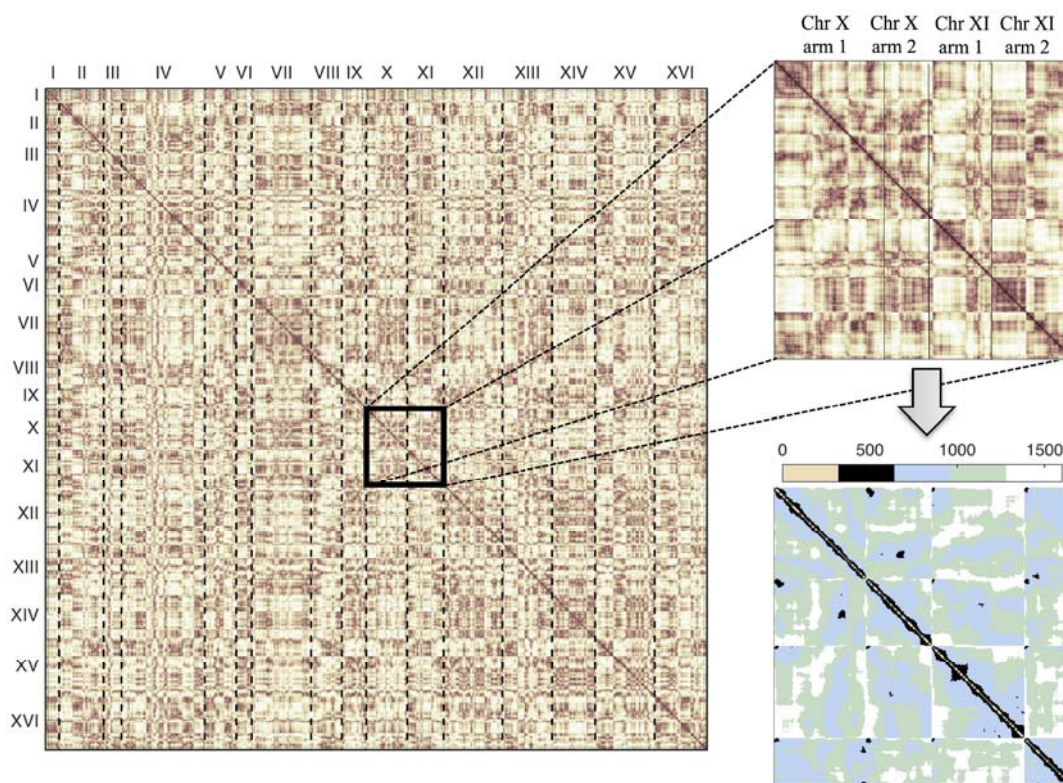 Chr X Chr X Chr XI Chr XI
arm 1 arm 2 arm 1 arm 2
I II III IV V VI VII VIII IX X XI XII XIII XIV XV XVI
I
II
III
IV
V
VI
VII
VIII
IX
X
XI
XII
XIII
XIV
XV
XVI
0 500 1000 1500